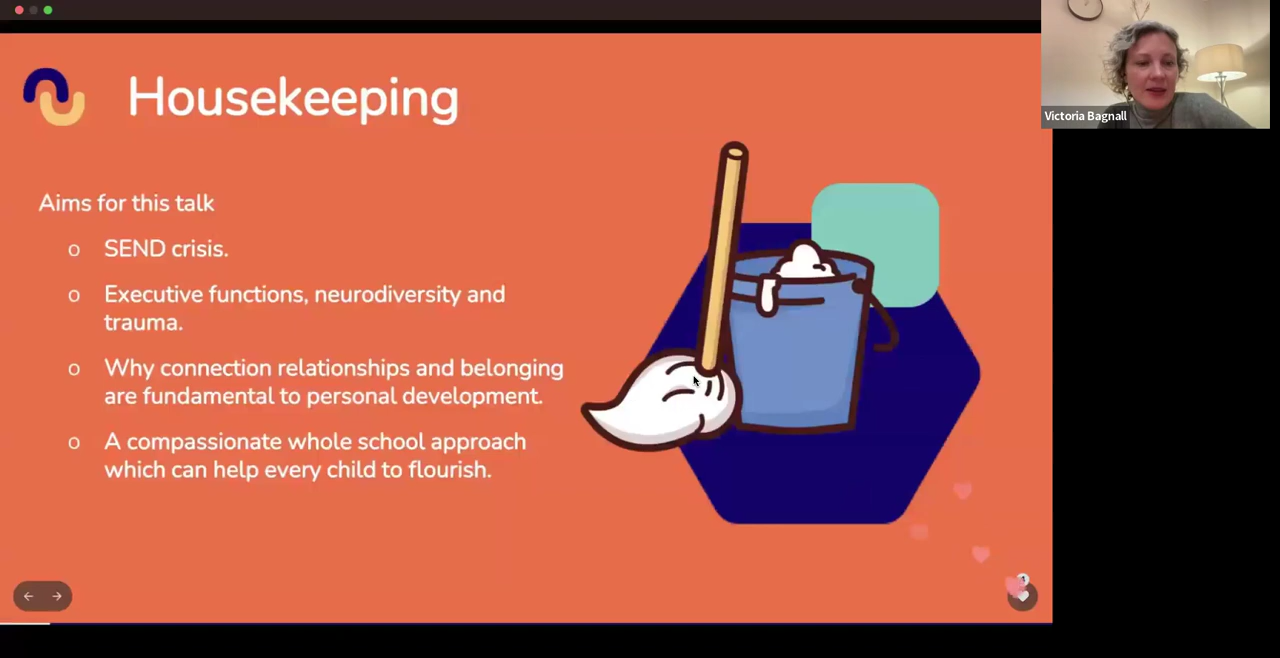 Housekeeping
Victoria Bagnall
Aims for this talk
o SEND crisis.
o Executive functions, neurodiversity and
trauma.
o Why connection relationships and belonging
are fundamental to personal development.
o A compassionate whole school approach
which can help every child to flourish.